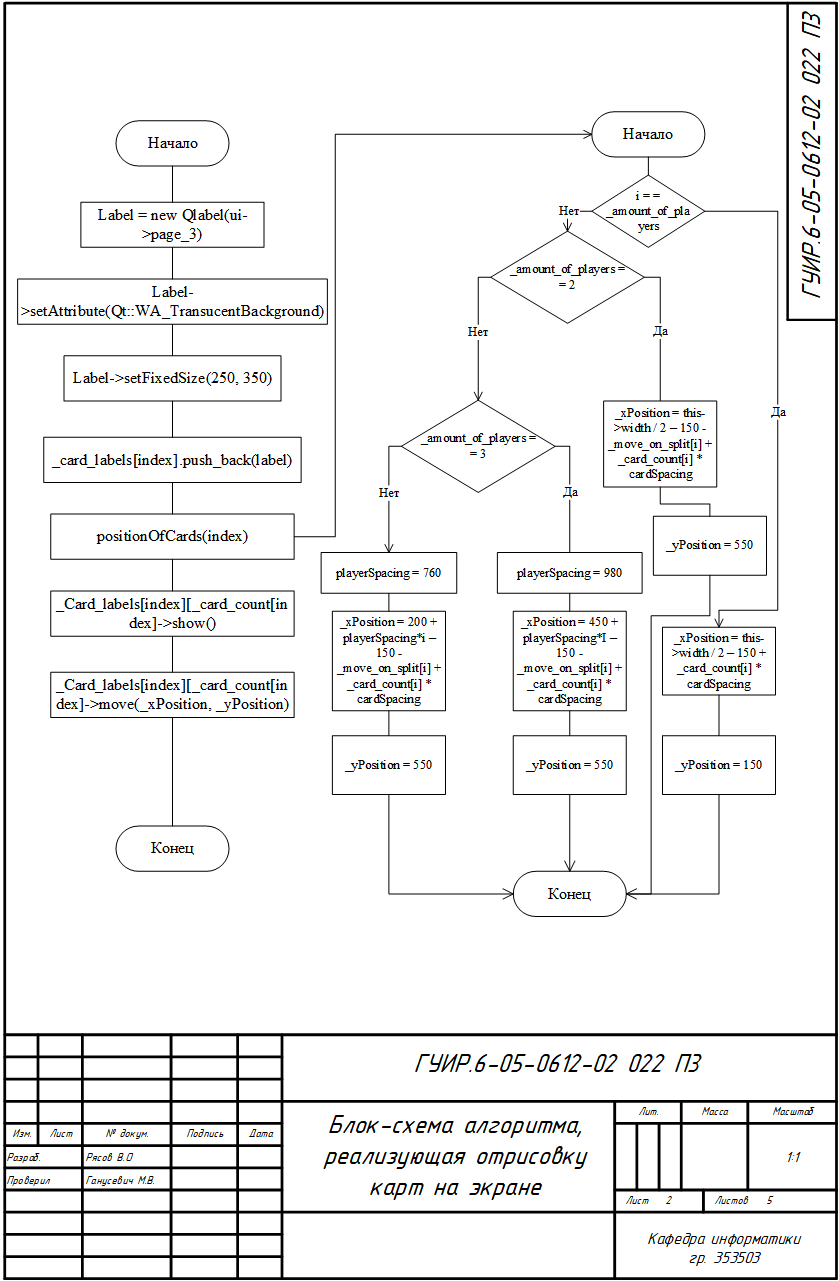 ГУИР.6-05-0612-02 022 ПЗ
Начало
Label = new Qlabel(ui-
>page_3)
Label-
>setAttribute(Qt::WA_TransucentBackground)
Label->setFixedSize(250, 350)
_card_labels[index].push_back(label)
positionOfCards(index)
_Card_labels[index][_card_count[in
dex]->show()
_Card_labels[index][_card_count[in
dex]->move(_xPosition, _yPosition)
Конец
Начало
i = =
_amount_of_pla
yers
Нет
Да
_amount_of_players =
= 2
Нет
Да
_amount_of_players =
= 3
Нет
Да
_xPosition = this-
>width / 2 – 150 -
_move_on_split[i] +
_card_count[i] *
cardSpacing
_yPosition = 550
playerSpacing = 760
_xPosition = 200 +
playerSpacing*i –
150 -
_move_on_split[i] +
_card_count[i] *
cardSpacing
_yPosition = 550
playerSpacing = 980
_xPosition = 450 +
playerSpacing*I –
150 -
_move_on_split[i] +
_card_count[i] *
cardSpacing
_yPosition = 550
_xPosition = this-
>width / 2 – 150 +
_card_count[i] *
cardSpacing
_yPosition = 150
Конец
ГУИР.6-05-0612-02 022 ПЗ
Изм. Лист № докум. Подпись Дата
Разраб. Рясов В.О
Проверил Ганусевич М.В.
Блок-схема алгоритма,
реализующая отрисовку
карт на экране
Лит. Масса Масштаб
1:1
Лист 2 Листов 5
Кафедра информатики
гр. 353503